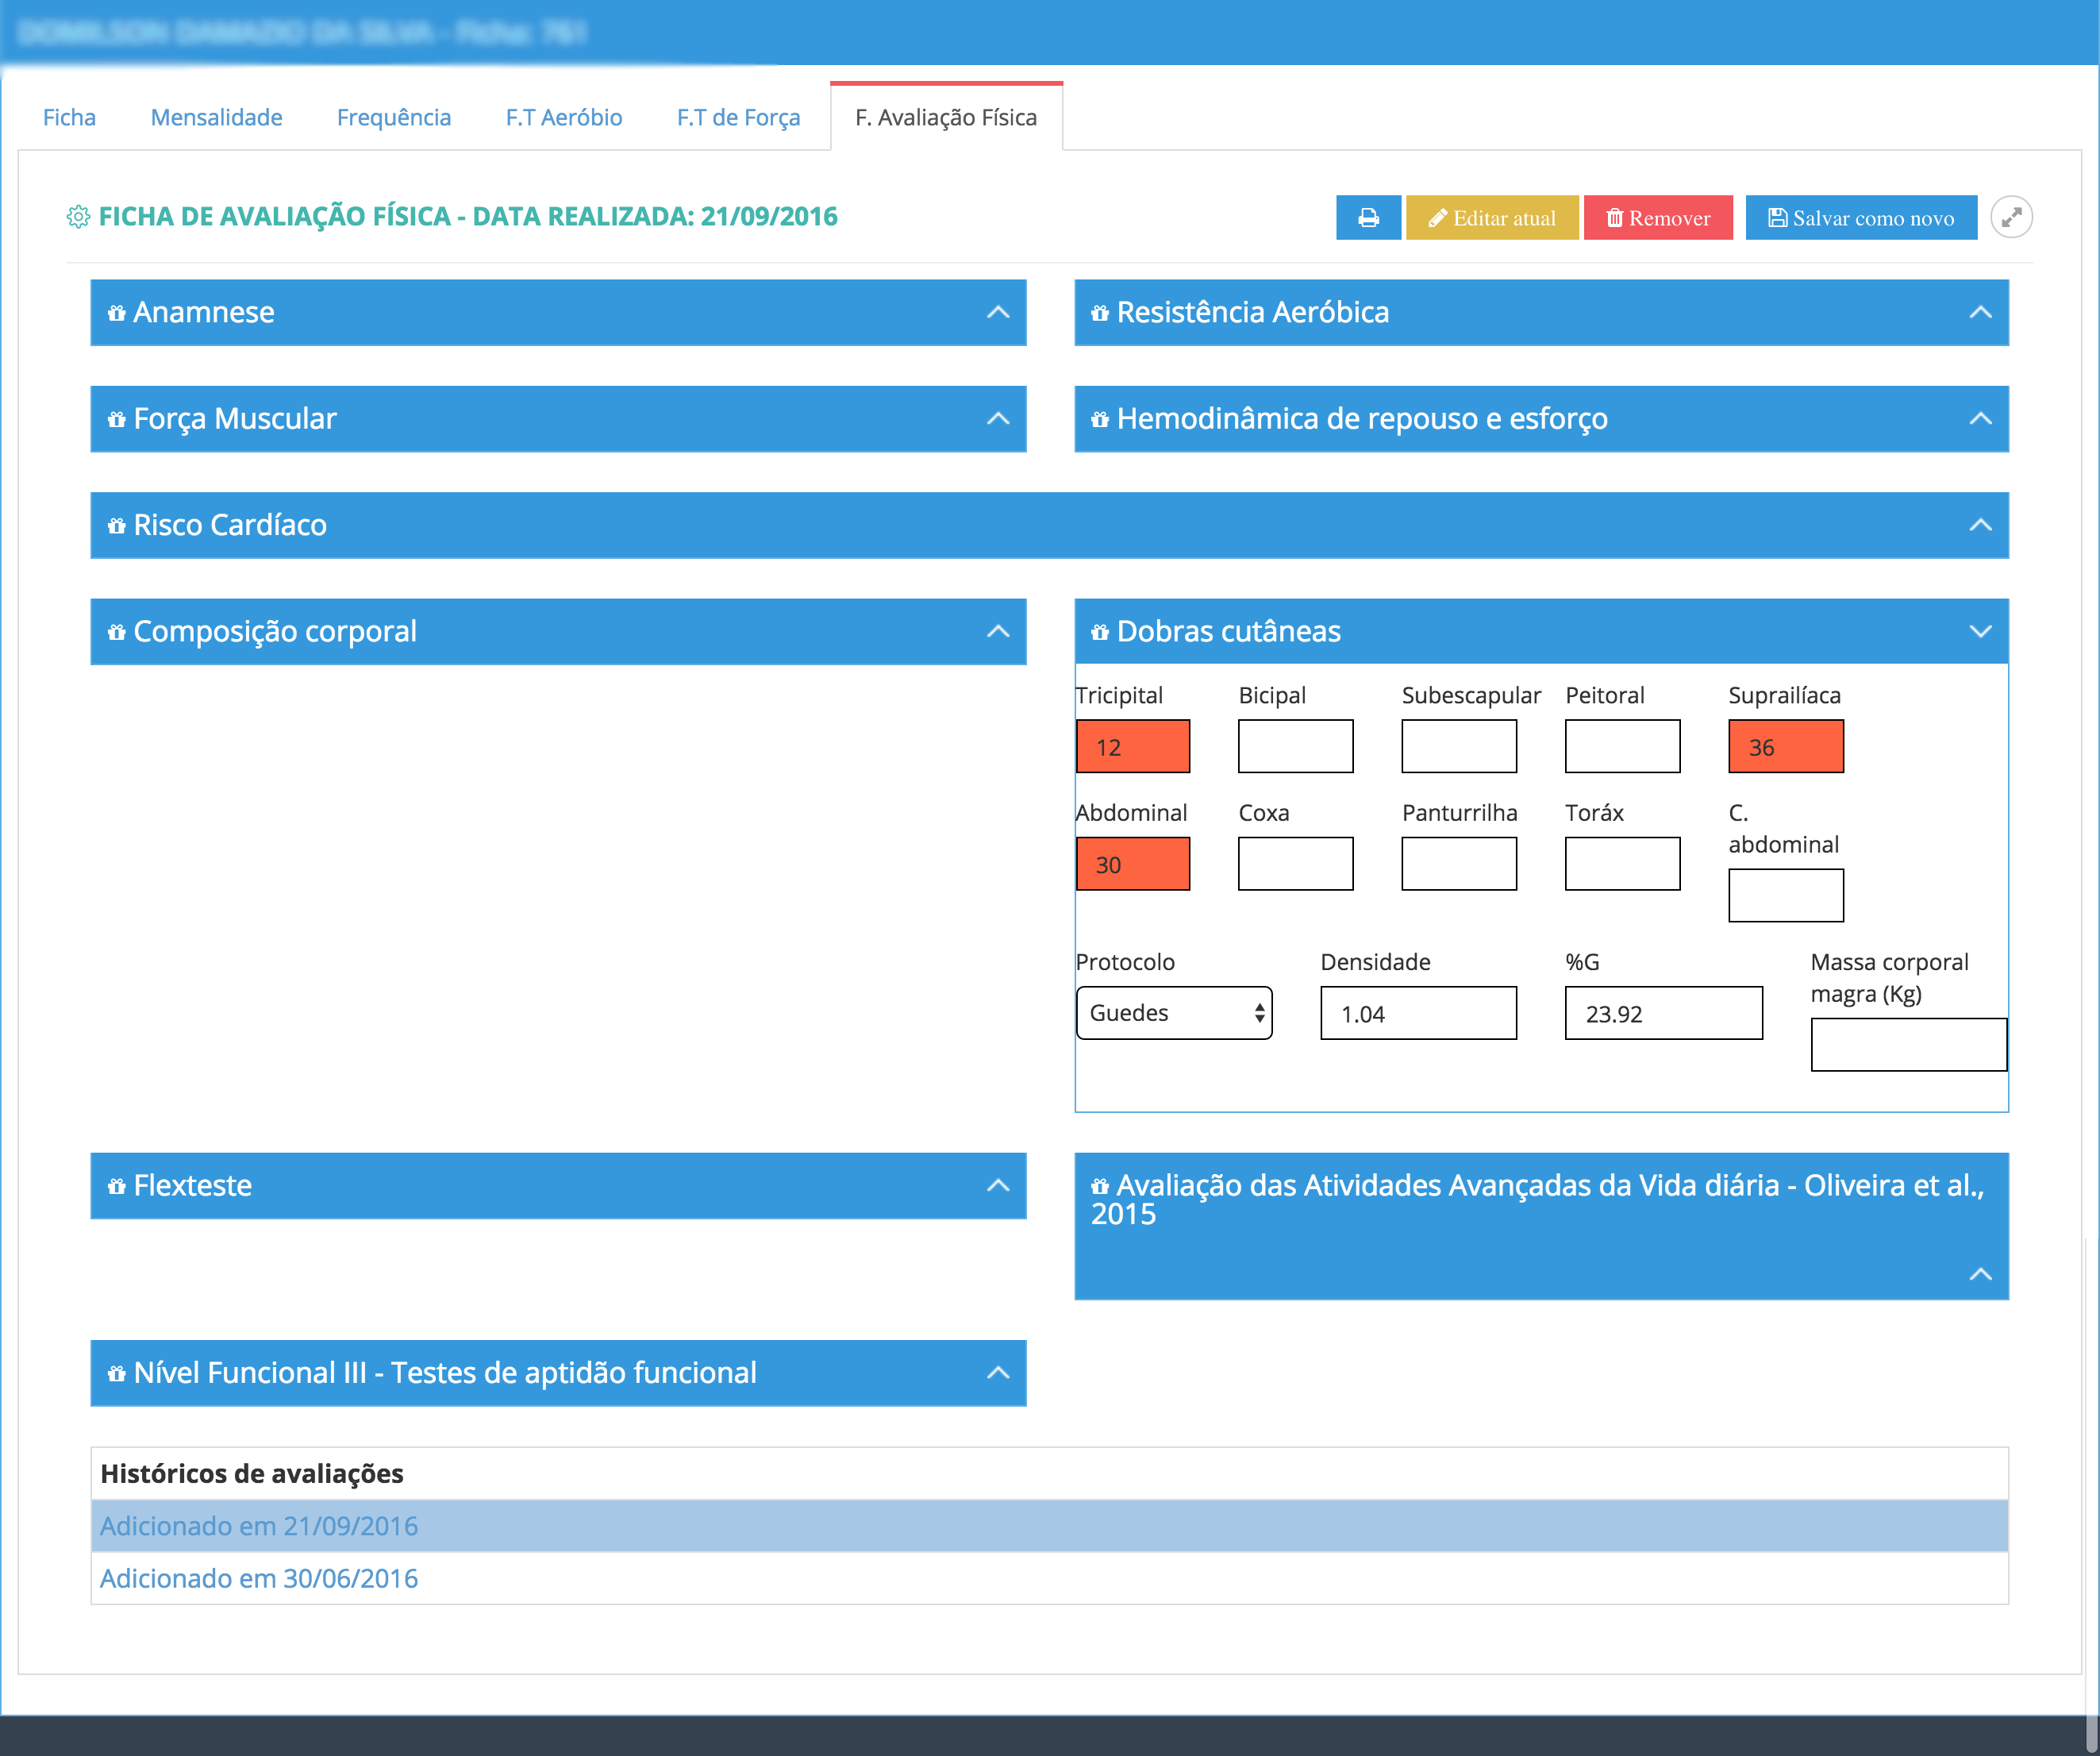 Ficha Mensalidade Frequência F.T Aeróbio F.T de Força F. Avaliação Física
FICHA DE AVALIAÇÃO FÍSICA - DATA REALIZADA: 21/09/2016 Editar atual Remover Salvar como novo
Anamnese Resistência Aeróbica
Força Muscular Hemodinâmica de repouso e esforço
Risco Cardíaco
Composição corporal Dobras cutâneas
Tricipital Bicipal Subescapular Peitoral Suprailíaca
12 36
Abdominal Coxa Panturrilha Toráx C.
abdominal
30
Protocolo Densidade %G Massa corporal
magra (Kg)
Guedes 1.04 23.92
Flexteste Avaliação das Atividades Avançadas da Vida diária - Oliveira et al.,
2015
Nível Funcional III - Testes de aptidão funcional
Históricos de avaliações
Adicionado em 21/09/2016
Adicionado em 30/06/2016